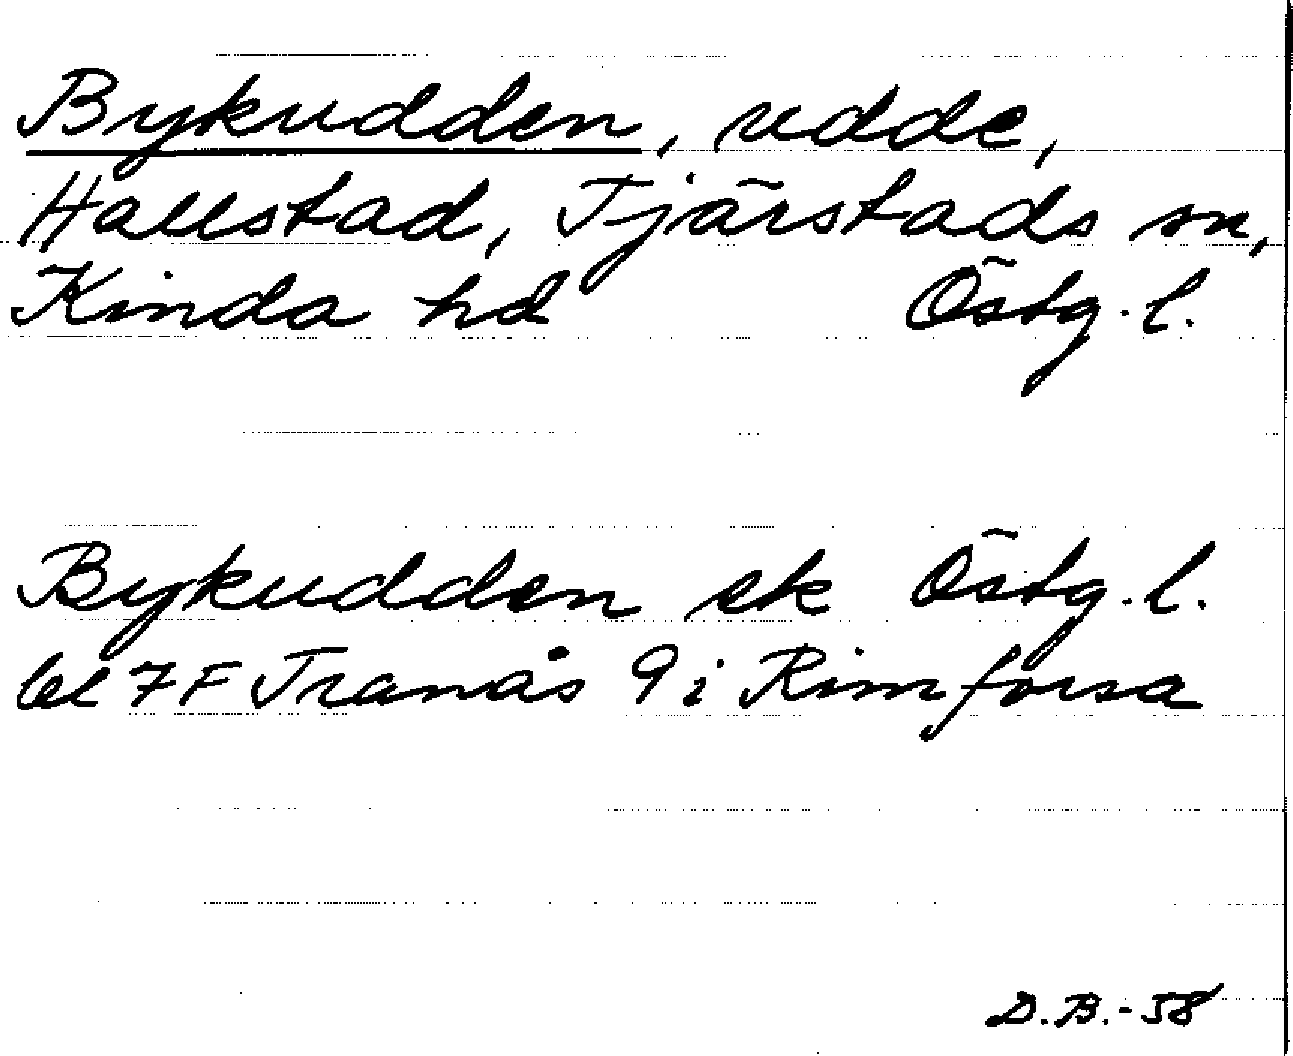 Bykudden, udde,
Hallstad, Tjärstads sn,
Kinda hd Östg. l.
Bykudden ek Östg. l.
bl 7F Tranås 9 i Rimforsa
D.B.-58